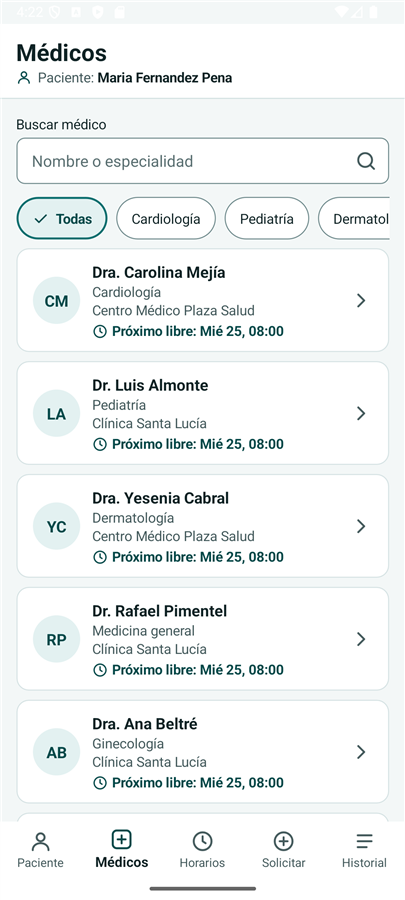 4:22
Médicos
Paciente: Maria Fernandez Pena
Buscar médico
Nombre o especialidad
Todas
Cardiología
Pediatría
Dermatol
CM
Dra. Carolina Mejía
Cardiología
Centro Médico Plaza Salud
Próximo libre: Mié 25, 08:00
LA
Dr. Luis Almonte
Pediatría
Clínica Santa Lucía
Próximo libre: Mié 25, 08:00
YC
Dra. Yesenia Cabral
Dermatología
Centro Médico Plaza Salud
Próximo libre: Mié 25, 08:00
RP
Dr. Rafael Pimentel
Medicina general
Clínica Santa Lucía
Próximo libre: Mié 25, 08:00
AB
Dra. Ana Beltré
Ginecología
Clínica Santa Lucía
Próximo libre: Mié 25, 08:00
Paciente
Médicos
Horarios
Solicitar
Historial